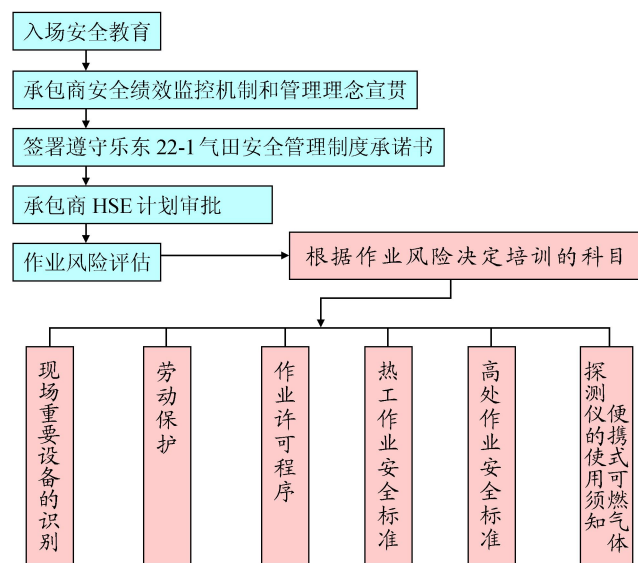 入场安全教育
承包商安全绩效监控机制和管理理念宣贯
签署遵守乐东 22-1 气田安全管理制度承诺书
承包商 HSE 计划审批
作业风险评估
根据作业风险决定培训的科目
现场重要设备的识别
劳动保护
作业许可程序
热工作业安全标准
高处作业安全标准
便携式可燃气体
探测仪的使用须知